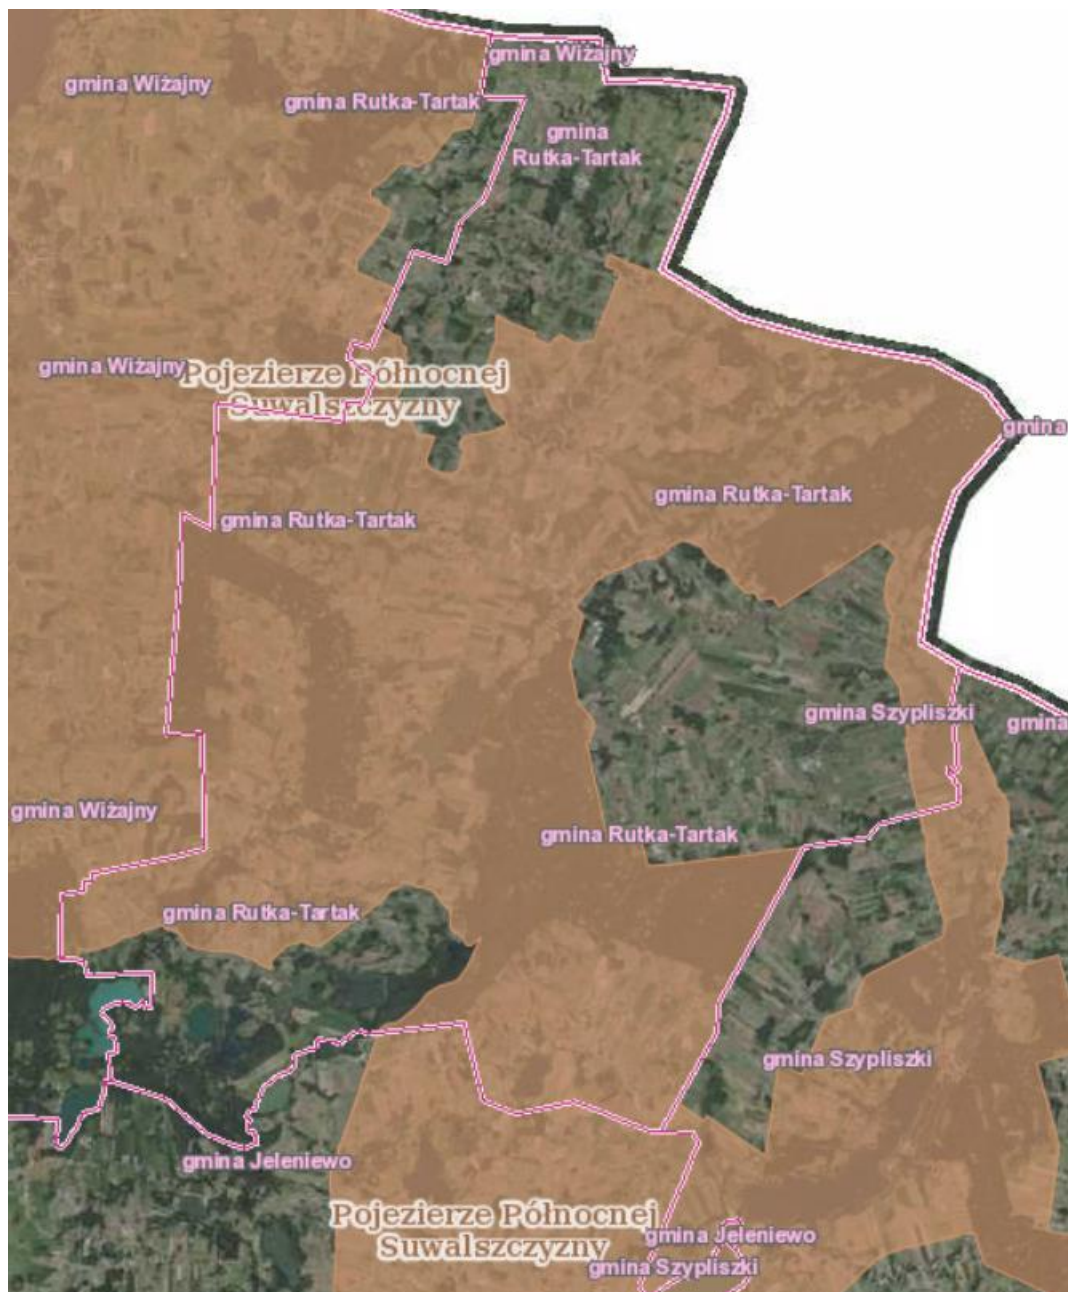 gmina Wiżajny
gmina Wiżajny
gmina Rutka-Tartak
gmina
Rutka-Tartak
gmina Wiżajny
Pojezierze Północnej
Suwalszczyzny
gmina
gmina Rutka-Tartak
gmina Rutka-Tartak
gmina Szypliszki
gmina
gmina Wiżajny
gmina Rutka-Tartak
gmina Rutka-Tartak
gmina Szypliszki
gmina Jeleniewo
Pojezierze Północnej
Suwalszczyzny
gmina Jeleniewo
gmina Szypliszki